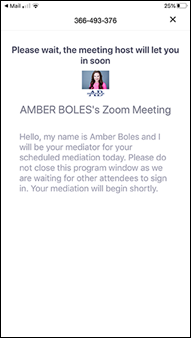 Mail
25%
366-493-376
Please wait, the meeting host will let you
in soon
AB
AMBER BOLES's Zoom Meeting
Hello, my name is Amber Boles and I
will be your mediator for your
scheduled mediation today. Please do
not close this program window as we
are waiting for other attendees to sign
in. Your mediation will begin shortly.